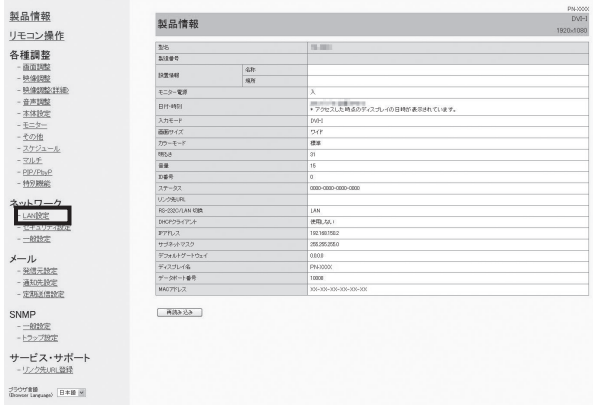 製品情報
リモコン操作
各種調整
- 画面調整
- 映像調整
- 映像調整(詳細)
- 音声調整
- 本体設定
- モニター
- その他
- スケジュール
- マルチ
- PIP/PbyP
- 特別機能
ネットワーク
- LAN設定
- セキュリティ設定
- 一般設定
メール
- 発信元設定
- 通知先設定
- 定期送信設定
SNMP
- 一般設定
- トラップ設定
サービス・サポート
- リンク先URL登録
ブラウザ言語
(Browser Language) 日本語
PN-XXXX
製品情報 DVI-I
1920x1080
型名
製造番号
設置情報 名称
場所
モニター電源 入
日付・時刻
* アクセスした時点のディスプレイの日時が表示されています。
入力モード DVI-I
画面サイズ ワイド
カラーモード 標準
明るさ 31
音量 15
ID番号 0
ステータス 0000-0000-0000-0000
リンク先URL
RS-232C/LAN 切換 LAN
DHCPクライアント 使用しない
IPアドレス 192.168.150.2
サブネットマスク 255.255.255.0
デフォルトゲートウェイ 0.0.0.0
ディスプレイ名 PN-XXXX
データポート番号 10008
MACアドレス XX-XX-XX-XX-XX-XX
再読み込み